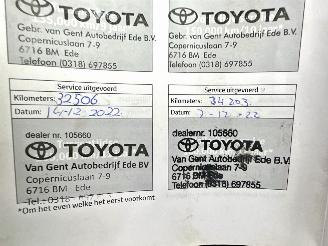 TOYOTA
Gebr. van Gent Autobedrijf Ede B.V.
Copernicuslaan 7-9
6716 BM Ede
Telefoon (0318) 697855
TOYOTA
Gebr. van Gent Autobedrijf Ede B.V.
Copernicuslaan 7-9
6716 BM Ede
Telefoon (0318) 697855
Service uitgevoerd
Kilometers: 32506
Datum: 14-12-2022
dealer nr. 105660
TOYOTA
Van Gent Autobedrijf Ede BV
Copernicuslaan 7-9
6716 BM Ede
Tel.: 0318-
*Om het even welke het eerst voorkomt
Service uitgevoerd
Kilometers: 34203
Datum:
dealernr. 105660
TOYOTA
Van Gent Autobedrijf Ede B.V.
Copernicuslaan 7-9
6716 BM Ede
Telefoon (0318) 697855